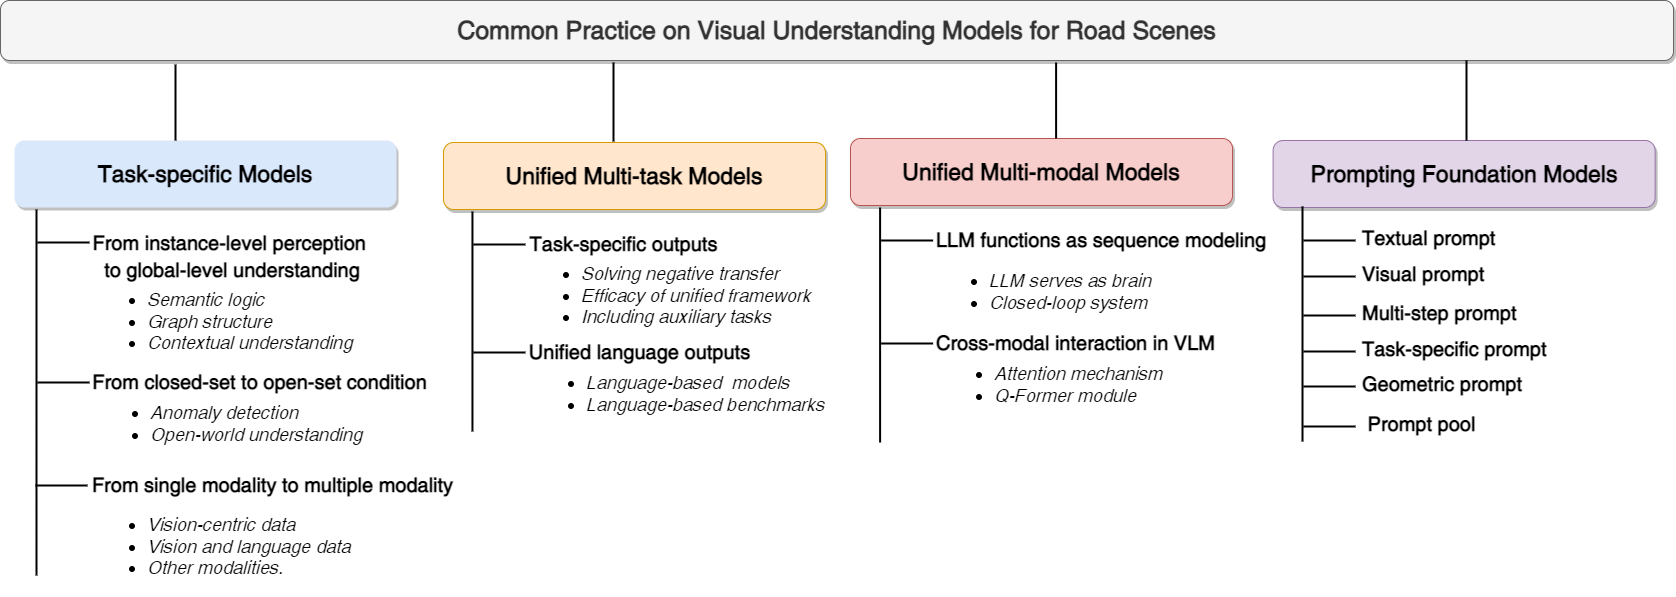 Common Practice on Visual Understanding Models for Road Scenes
Task-specific Models
From instance-level perception
to global-level understanding
Semantic logic
Graph structure
Contextual understanding
From closed-set to open-set condition
Anomaly detection
Open-world understanding
From single modality to multiple modality
Vision-centric data
Vision and language data
Other modalities.
Unified Multi-task Models
Task-specific outputs
Solving negative transfer
Efficacy of unified framework
Including auxiliary tasks
Unified language outputs
Language-based models
Language-based benchmarks
Unified Multi-modal Models
LLM functions as sequence modeling
LLM serves as brain
Closed-loop system
Cross-modal interaction in VLM
Attention mechanism
Q-Former module
Prompting Foundation Models
Textual prompt
Visual prompt
Multi-step prompt
Task-specific prompt
Geometric prompt
Prompt pool